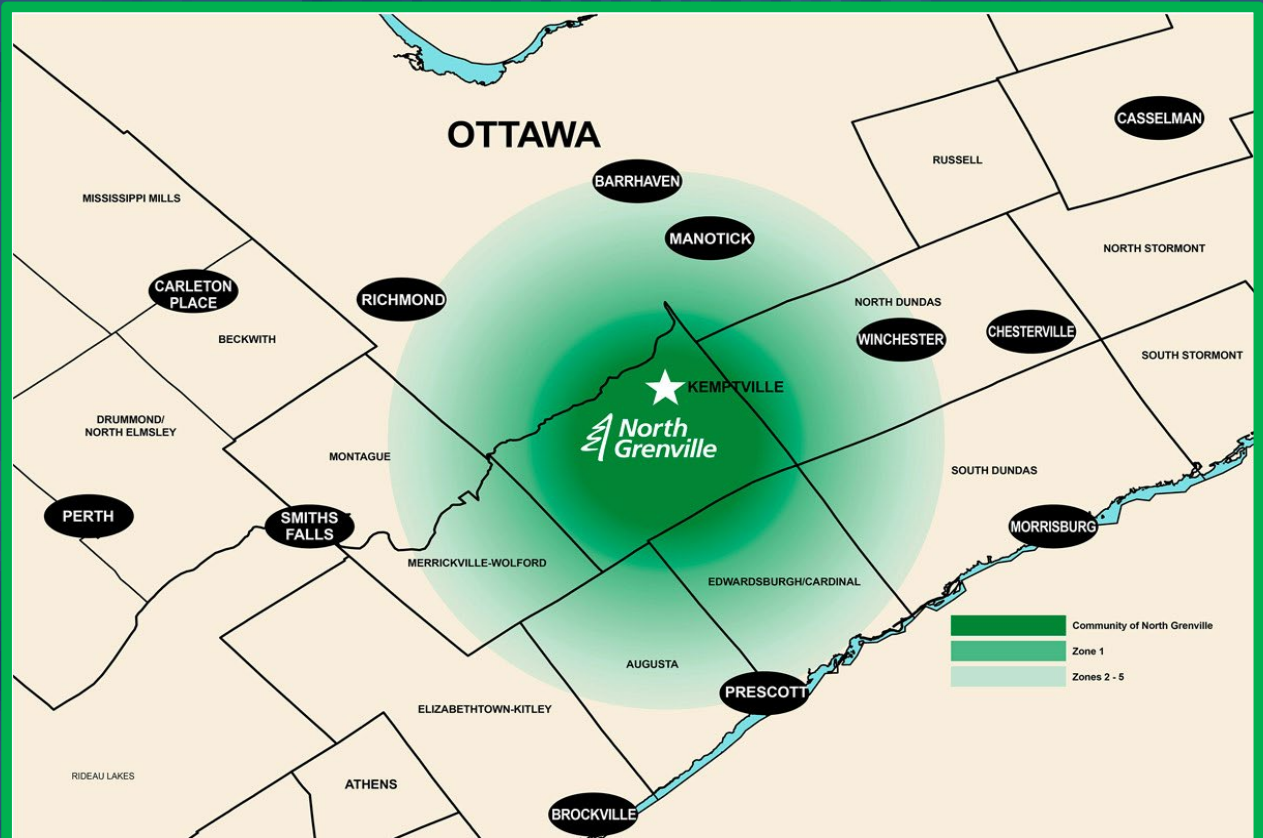 OTTAWA
CASSELMAN
RUSSELL
BARRHAVEN
MISSISSIPPI MILLS
MANOTICK
NORTH STORMONT
CARLETON
PLACE
RICHMOND
NORTH DUNDAS
BECKWITH
WINCHESTER
CHESTERVILLE
SOUTH STORMONT
KEMPTVILLE
DRUMMOND/
NORTH ELMSLEY
North
Grenville
MONTAGUE
SOUTH DUNDAS
PERTH
SMITHS
FALLS
MORRISBURG
MERRICKVILLE-WOLFORD
EDWARDSBURGH/CARDINAL
Community of North Grenville
Zone 1
Zones 2 - 5
AUGUSTA
PRESCOTT
ELIZABETHTOWN-KITLEY
RIDEAU LAKES
ATHENS
BROCKVILLE